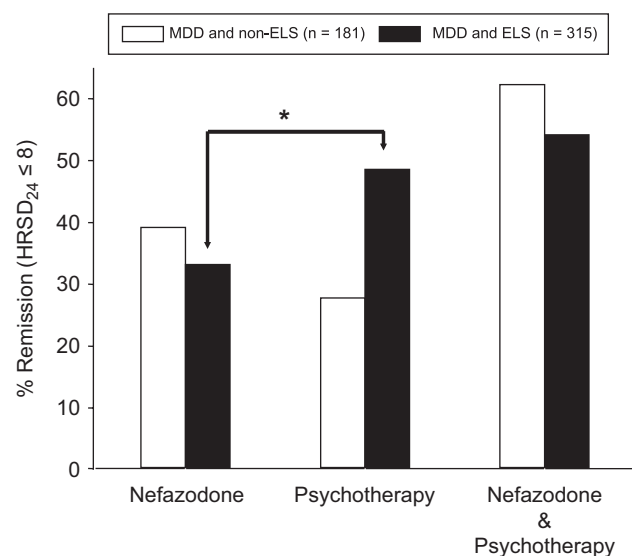 MDD and non-ELS (n = 181) MDD and ELS (n = 315)
% Remission (HRSD24 ≤ 8)
60
50
40
30
20
10
0
*
Nefazodone Psychotherapy Nefazodone
&
Psychotherapy